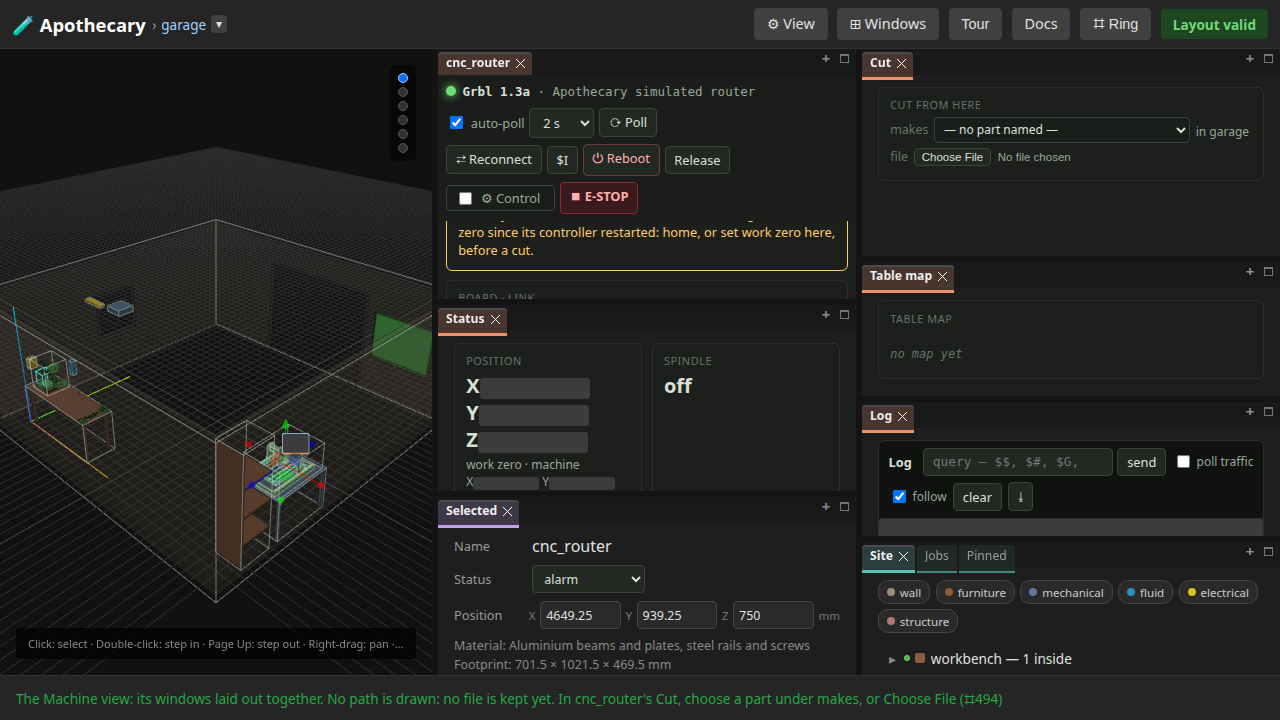 🧪 Apothecary › garage ▾
⚙ View
⊞ Windows
Tour
Docs
⌗ Ring
Layout valid
Click: select · Double-click: step in · Page Up: step out · Right-drag: pan ·…
cnc_router
Grbl 1.3a · Apothecary simulated router
auto-poll 2 s ⟳ Poll
⇄ Reconnect $I ⏻ Reboot Release
⚙ Control ■ E-STOP
zero since its controller restarted: home, or set work zero here,
before a cut.
Status
POSITION
X
Y
Z
work zero · machine
X Y
SPINDLE
off
Selected
Name cnc_router
Status alarm
Position X 4649.25 Y 939.25 Z 750 mm
Material: Aluminium beams and plates, steel rails and screws
Footprint: 701.5 × 1021.5 × 469.5 mm
Cut
CUT FROM HERE
makes — no part named — in garage
file Choose File No file chosen
Table map
TABLE MAP
no map yet
Log
Log query — $$, $#, $G, send poll traffic
follow clear ⭳
Site Jobs Pinned
wall furniture mechanical fluid electrical
structure
▸ workbench — 1 inside
The Machine view: its windows laid out together. No path is drawn: no file is kept yet. In cnc_router's Cut, choose a part under makes, or Choose File (⌗494)